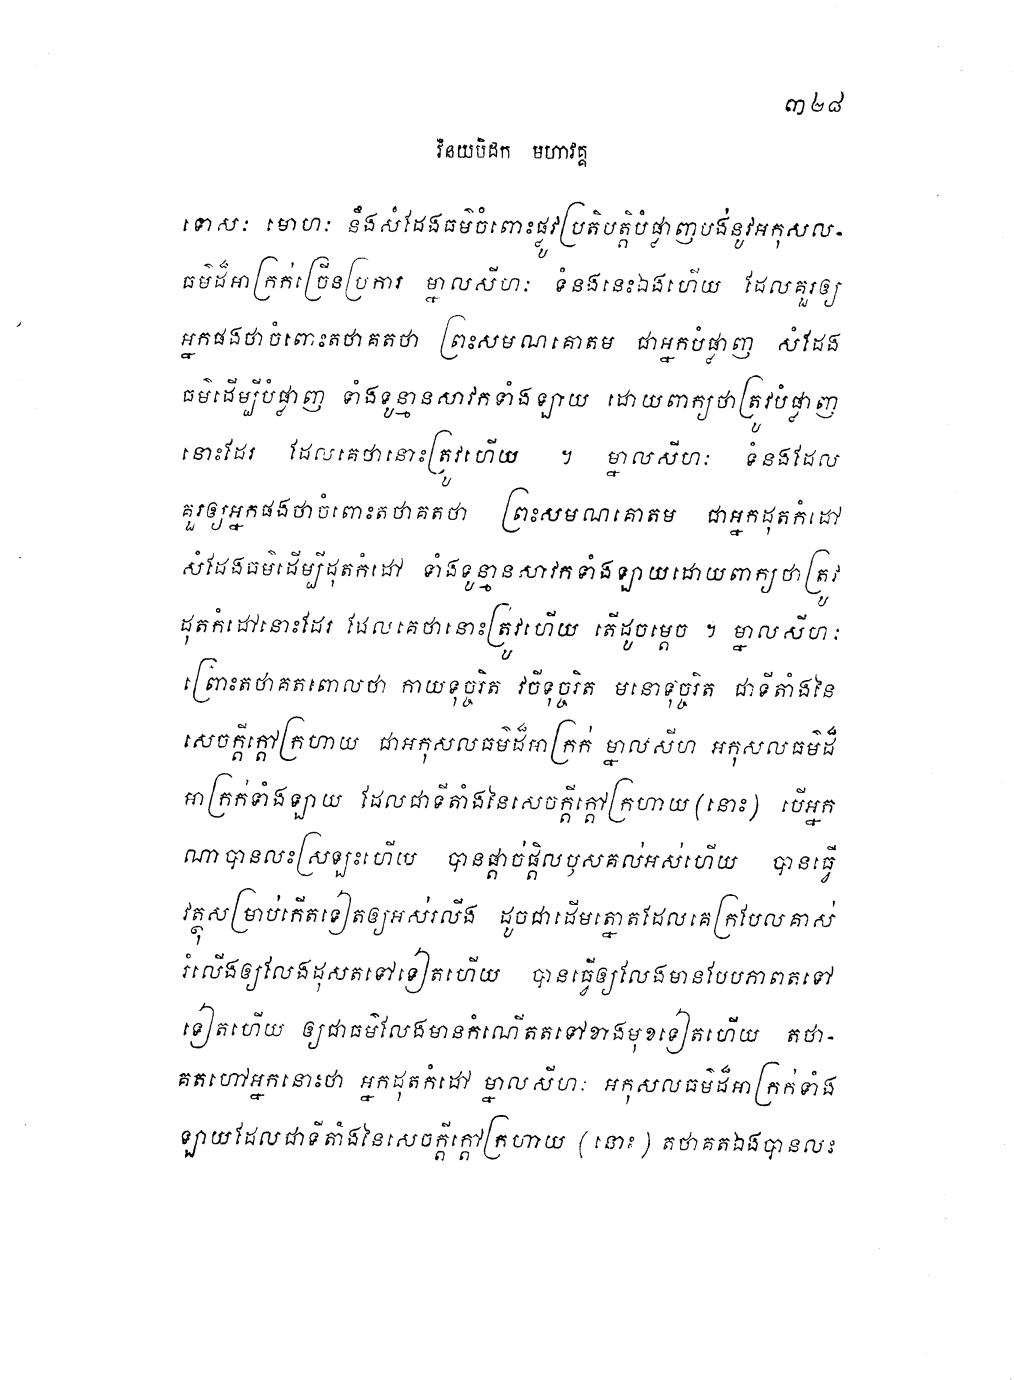 ៣២៨
វិនយបិដក មហាវគ្គ
ទោសៈ មោហៈ នឹងសំដែងធម៌ចំពោះផ្លូវប្រតិបត្តិបំផ្លាញបង់នូវអកុសល-
ធម៌ដ៏អាក្រក់ច្រើនប្រការ ម្នាលសីហៈ ទំនងនេះឯងហើយ ដែលគួរឲ្យ
អ្នកផងថាចំពោះតថាគតថា ព្រះសមណគោតម ជាអ្នកបំផ្លាញ សំដែង
ធម៌ដើម្បីបំផ្លាញ ទាំងទូន្មានសាវកទាំងឡាយ ដោយពាក្យថាត្រូវបំផ្លាញ
នោះដែរ ដែលគេថានោះត្រូវហើយ ។ ម្នាលសីហៈ ទំនងដែល
គួរឲ្យអ្នកផងថាចំពោះតថាគតថា ព្រះសមណគោតម ជាអ្នកដុតកំដៅ
សំដែងធម៌ដើម្បីដុតកំដៅ ទាំងទូន្មានសាវកទាំងឡាយដោយពាក្យថាត្រូវ
ដុតកំដៅនោះដែរ ដែលគេថានោះត្រូវហើយ តើដូចម្តេច ។ ម្នាលសីហៈ
ព្រោះតថាគតពោលថា កាយទុច្ចរិត វចីទុច្ចរិត មនោទុច្ចរិត ជាទីតាំងនៃ
សេចក្តីក្តៅក្រហាយ ជាអកុសលធម៌ដ៏អាក្រក់ ម្នាលសីហ អកុសលធម៌ដ៏
អាក្រក់ទាំងឡាយ ដែលជាទីតាំងនៃសេចក្តីក្តៅក្រហាយ (នោះ) បើអ្នក
ណាបានលះស្រឡះហើយ បានផ្តាច់ផ្តិលឫសគល់អស់ហើយ បានធ្វើ
វត្ថុសម្រាប់កើតទៀតឲ្យអស់រលីង ដូចជាដើមត្នោតដែលគេក្របែលគាស់
រំលើងឲ្យលែងដុសតទៅទៀតហើយ បានធ្វើឲ្យលែងមានបែបភាពតទៅ
ទៀតហើយ ឲ្យជាធម៌លែងមានកំណើតតទៅខាងមុខទៀតហើយ តថា-
គតហៅអ្នកនោះថា អ្នកដុតកំដៅ ម្នាលសីហៈ អកុសលធម៌ដ៏អាក្រក់ទាំង
ឡាយដែលជាទីតាំងនៃសេចក្តីក្តៅក្រហាយ (នោះ) តថាគតឯងបានលះ